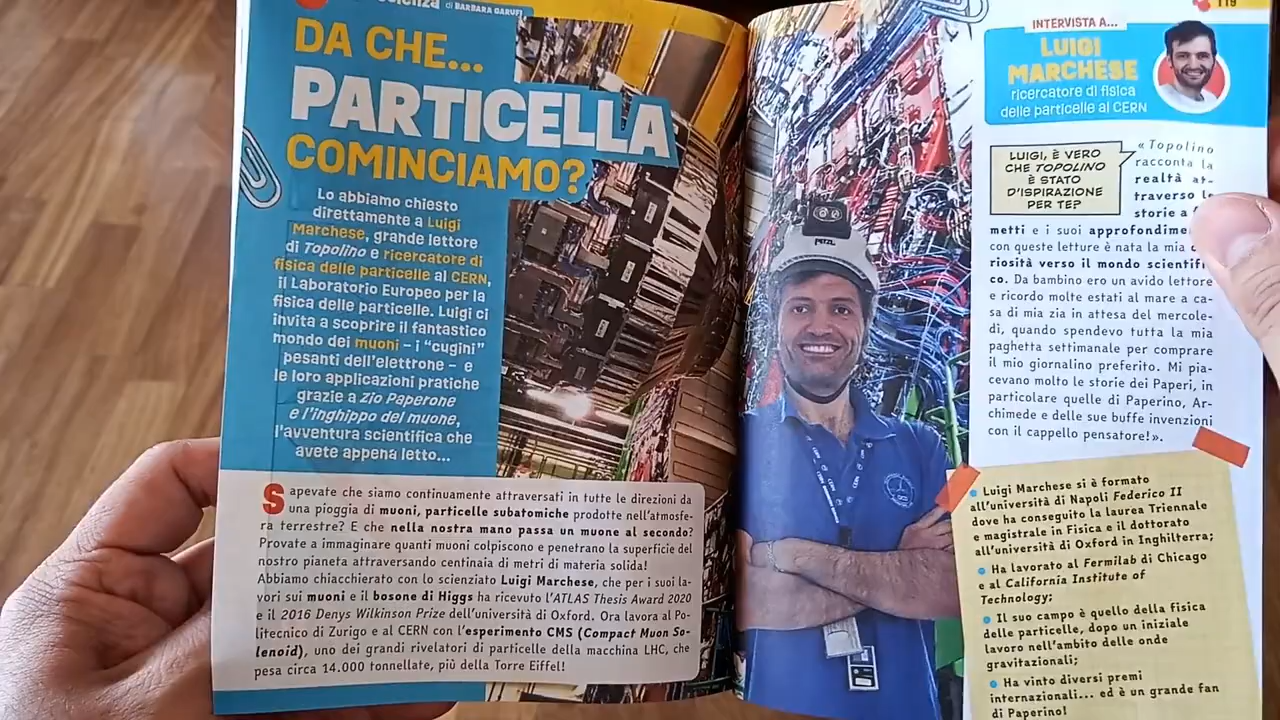 di BARBARA GARUFI
DA CHE...
PARTICELLA
COMINCIAMO?
Lo abbiamo chiesto
direttamente a Luigi
Marchese, grande lettore
di Topolino e ricercatore di
fisica delle particelle al CERN,
il Laboratorio Europeo per la
fisica delle particelle. Luigi ci
invita a scoprire il fantastico
mondo dei muoni – i “cugini”
pesanti dell’elettrone – e
le loro applicazioni pratiche
grazie a Zio Paperone
e l’inghippo del muone,
l’avventura scientifica che
avete appena letto...
Sapevate che siamo continuamente attraversati in tutte le direzioni da
una pioggia di muoni, particelle subatomiche prodotte nell’atmosfe-
ra terrestre? E che nella nostra mano passa un muone al secondo?
Provate a immaginare quanti muoni colpiscono e penetrano la superficie del
nostro pianeta attraversando centinaia di metri di materia solida!
Abbiamo chiacchierato con lo scienziato Luigi Marchese, che per i suoi la-
vori sui muoni e il bosone di Higgs ha ricevuto l’ATLAS Thesis Award 2020
e il 2016 Denys Wilkinson Prize dell’università di Oxford. Ora lavora al Po-
litecnico di Zurigo e al CERN con l’esperimento CMS (Compact Muon So-
lenoid), uno dei grandi rivelatori di particelle della macchina LHC, che
pesa circa 14.000 tonnellate, più della Torre Eiffel!
PETZL
119
INTERVISTA A...
LUIGI
MARCHESE
ricercatore di fisica
delle particelle al CERN
LUIGI, È VERO
CHE TOPOLINO
È STATO
D’ISPIRAZIONE
PER TE?
«Topolino
racconta la
realtà at-
traverso le
storie a
metti e i suoi
con queste letture è nata la mia
riosità verso il mondo scientifi-
co. Da bambino ero un avido lettore
e ricordo molte estati al mare a ca-
sa di mia zia in attesa del mercole-
dì, quando spendevo tutta la mia
paghetta settimanale per comprare
il mio giornalino preferito. Mi pia-
cevano molto le storie dei Paperi, in
particolare quelle di Paperino, Ar-
chimede e delle sue buffe invenzioni
con il cappello pensatore!».
• Luigi Marchese si è formato
all’università di Napoli Federico II
dove ha conseguito la laurea Triennale
e magistrale in Fisica e il dottorato
all’università di Oxford in Inghilterra;
• Ha lavorato al Fermilab di Chicago
e al California Institute of
Technology;
• Il suo campo è quello della fisica
delle particelle, dopo un iniziale
lavoro nell’ambito delle onde
gravitazionali;
• Ha vinto diversi premi
internazionali... ed è un grande fan
di Paperino!